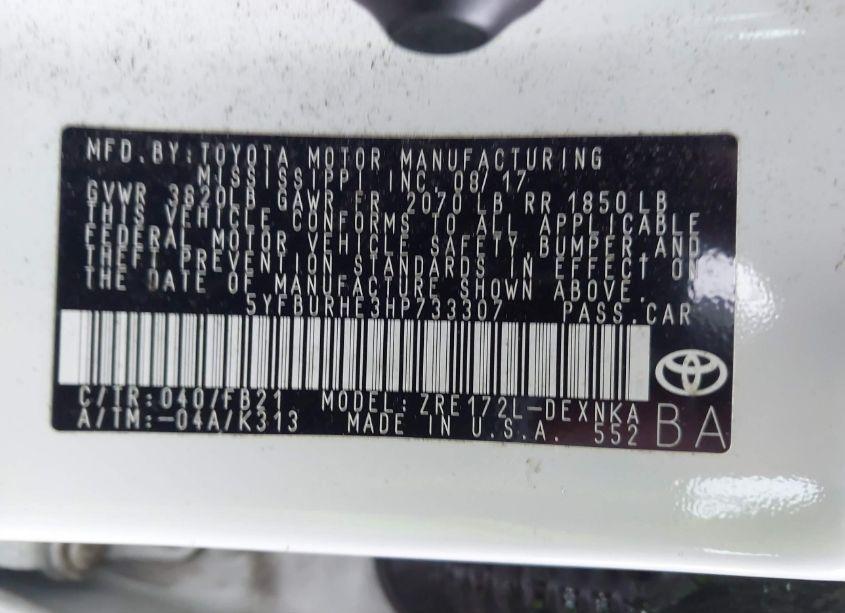 MFD.BY:TOYOTA MOTOR MANUFACTURING
MISSISSIPPI INC. 08/17
GVWR 3820LB GAWR FR 2070 LB RR 1850LB
THIS VEHICLE CONFORMS TO ALL APPLICABLE
FEDERAL MOTOR VEHICLE SAFETY,BUMPER,AND
THEFT PREVENTION STANDARDS IN EFFECT ON
THE DATE OF MANUFACTURE SHOWN ABOVE.
5YFBURHE3HP733307 PASS.CAR
C/TR:040/FB21 MODEL:ZRE172L-DEXNKA
A/TM:-04A/K313 MADE IN U.S.A. 552 BA